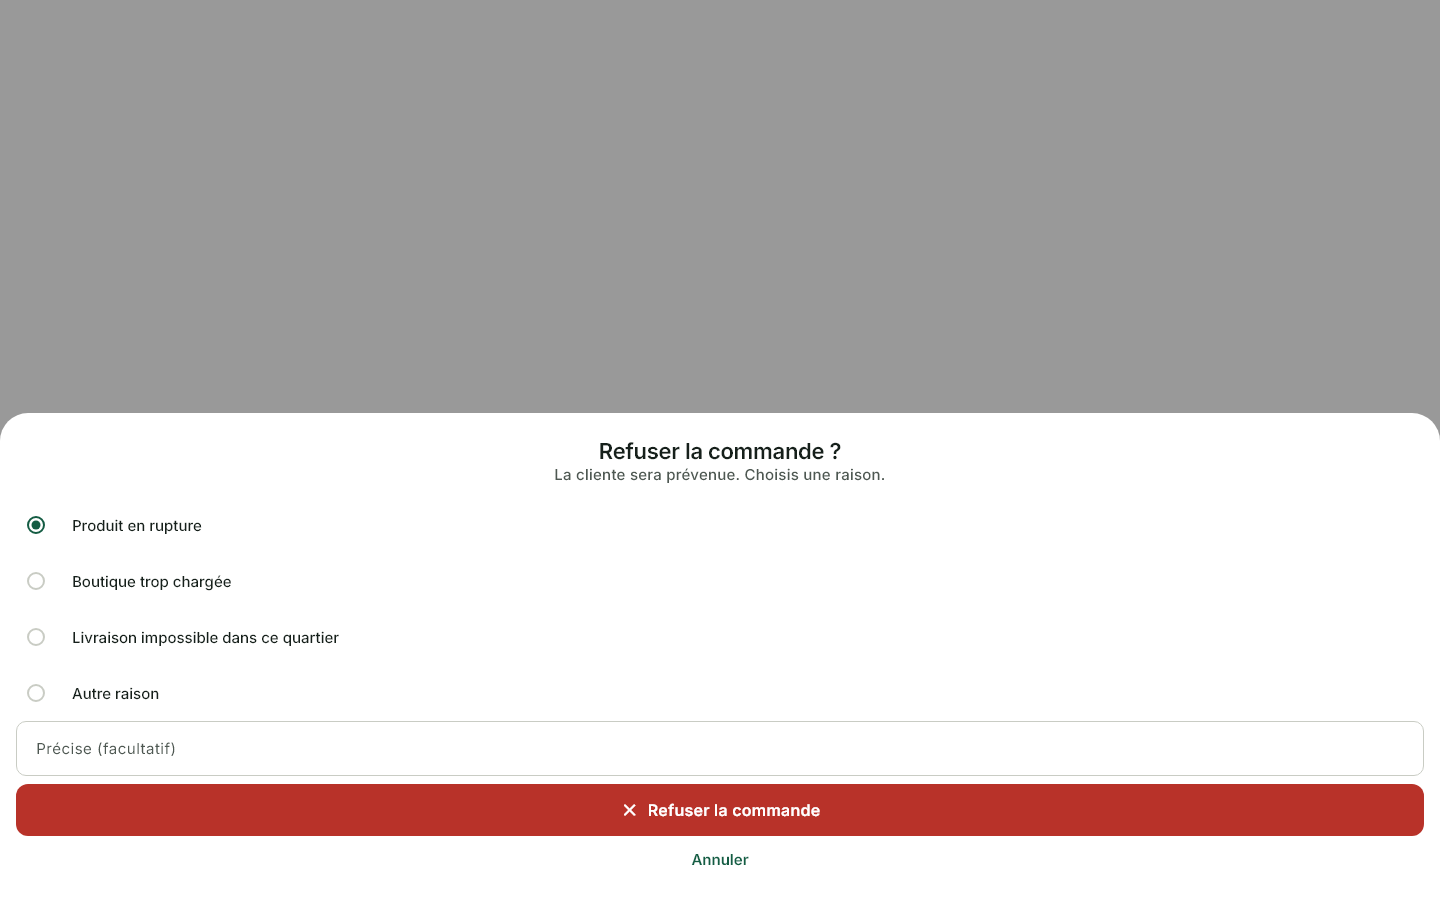 Refuser la commande ?
La cliente sera prévenue. Choisis une raison.
Produit en rupture
Boutique trop chargée
Livraison impossible dans ce quartier
Autre raison
Précise (facultatif)
Refuser la commande
Annuler